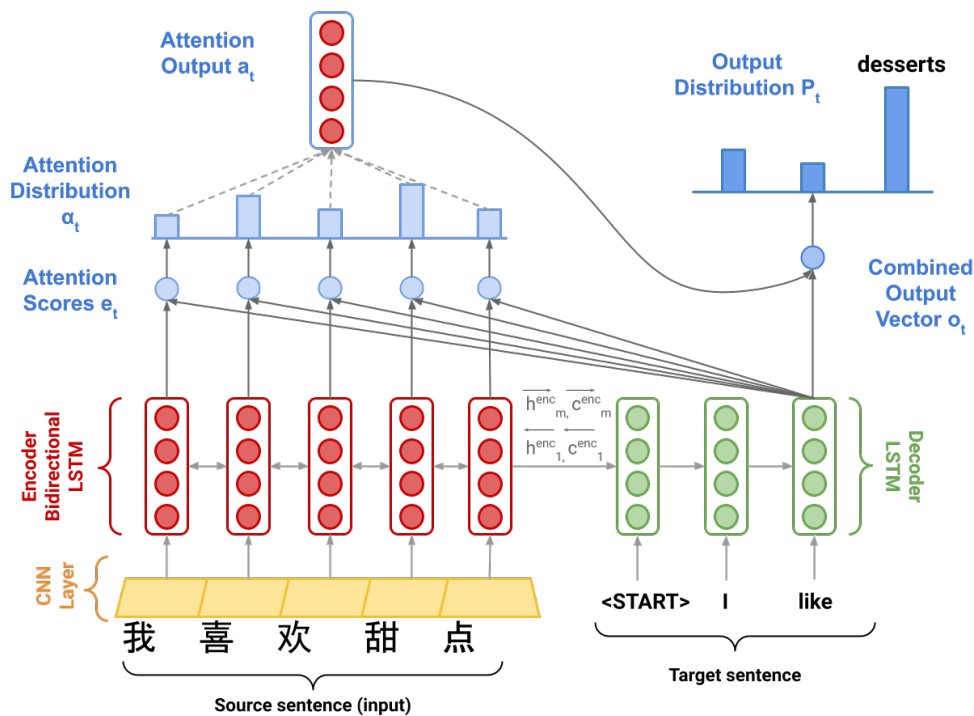 Attention
Output a_t
Output
Distribution P_t
desserts
Attention
Distribution
α_t
Attention
Scores e_t
Combined
Output
Vector o_t
Encoder
Bidirectional
LSTM
h^enc_m, c^enc_m
h^enc_1, c^enc_1
Decoder
LSTM
CNN
Layer
<START> I like
我 喜 欢 甜 点
Target sentence
Source sentence (input)